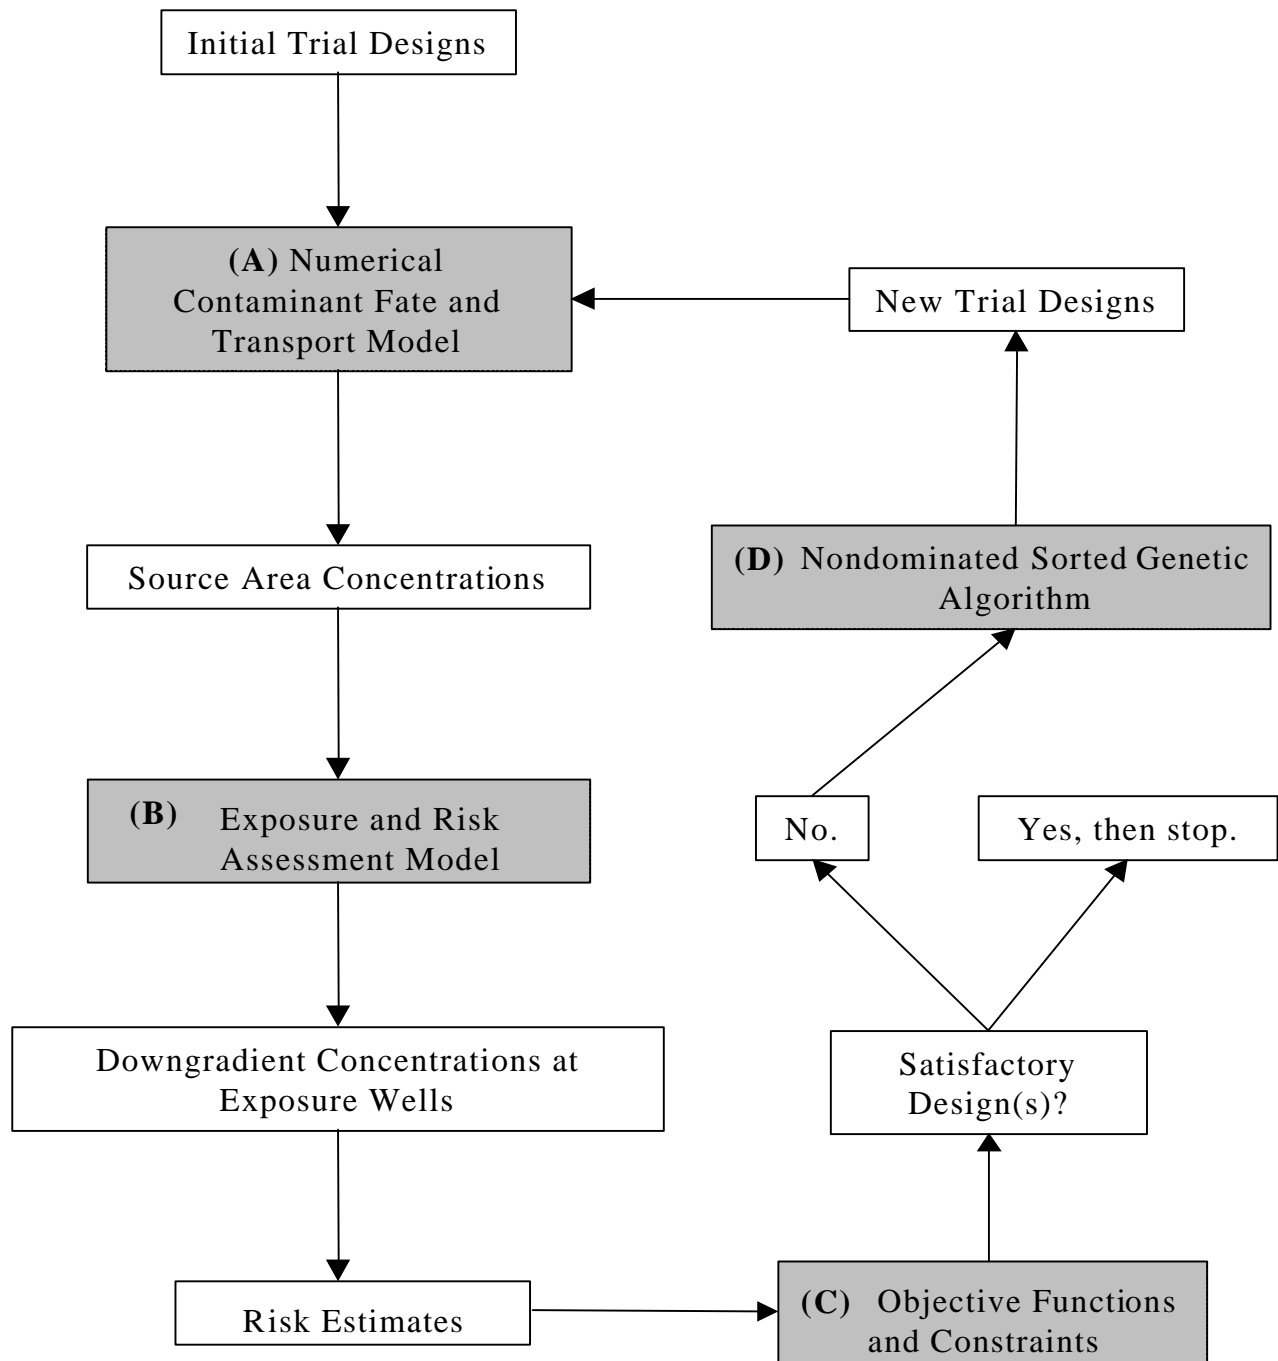 Initial Trial Designs
(A) Numerical
Contaminant Fate and
Transport Model
New Trial Designs
Source Area Concentrations
(D) Nondominated Sorted Genetic
Algorithm
(B) Exposure and Risk
Assessment Model
No.
Yes, then stop.
Downgradient Concentrations at
Exposure Wells
Satisfactory
Design(s)?
Risk Estimates
(C) Objective Functions
and Constraints